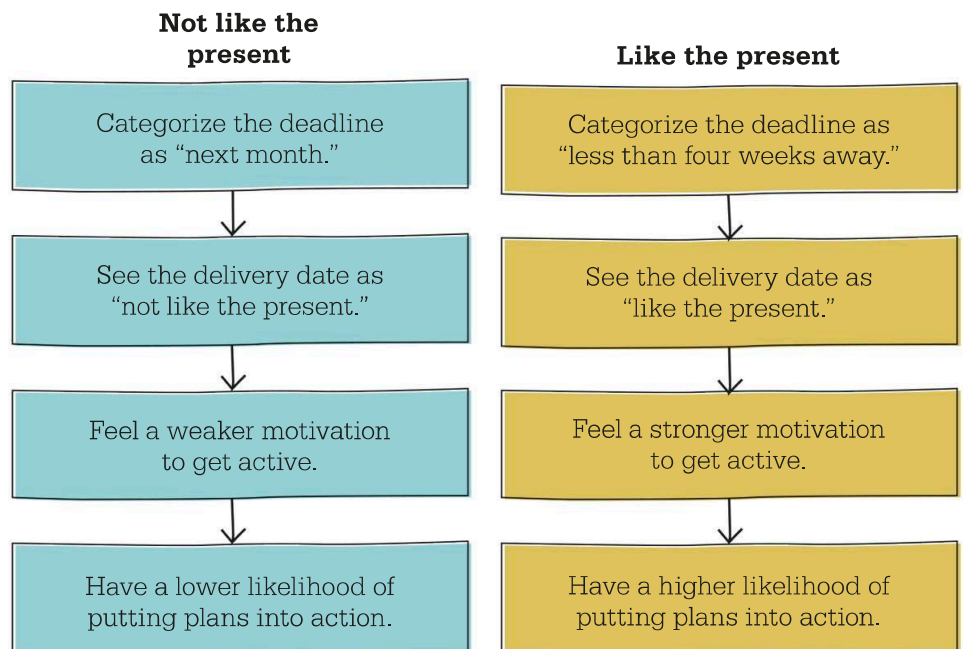 Not like the
present
Categorize the deadline
as “next month.”
See the delivery date as
“not like the present.”
Feel a weaker motivation
to get active.
Have a lower likelihood of
putting plans into action.
Like the present
Categorize the deadline as
“less than four weeks away.”
See the delivery date as
“like the present.”
Feel a stronger motivation
to get active.
Have a higher likelihood of
putting plans into action.